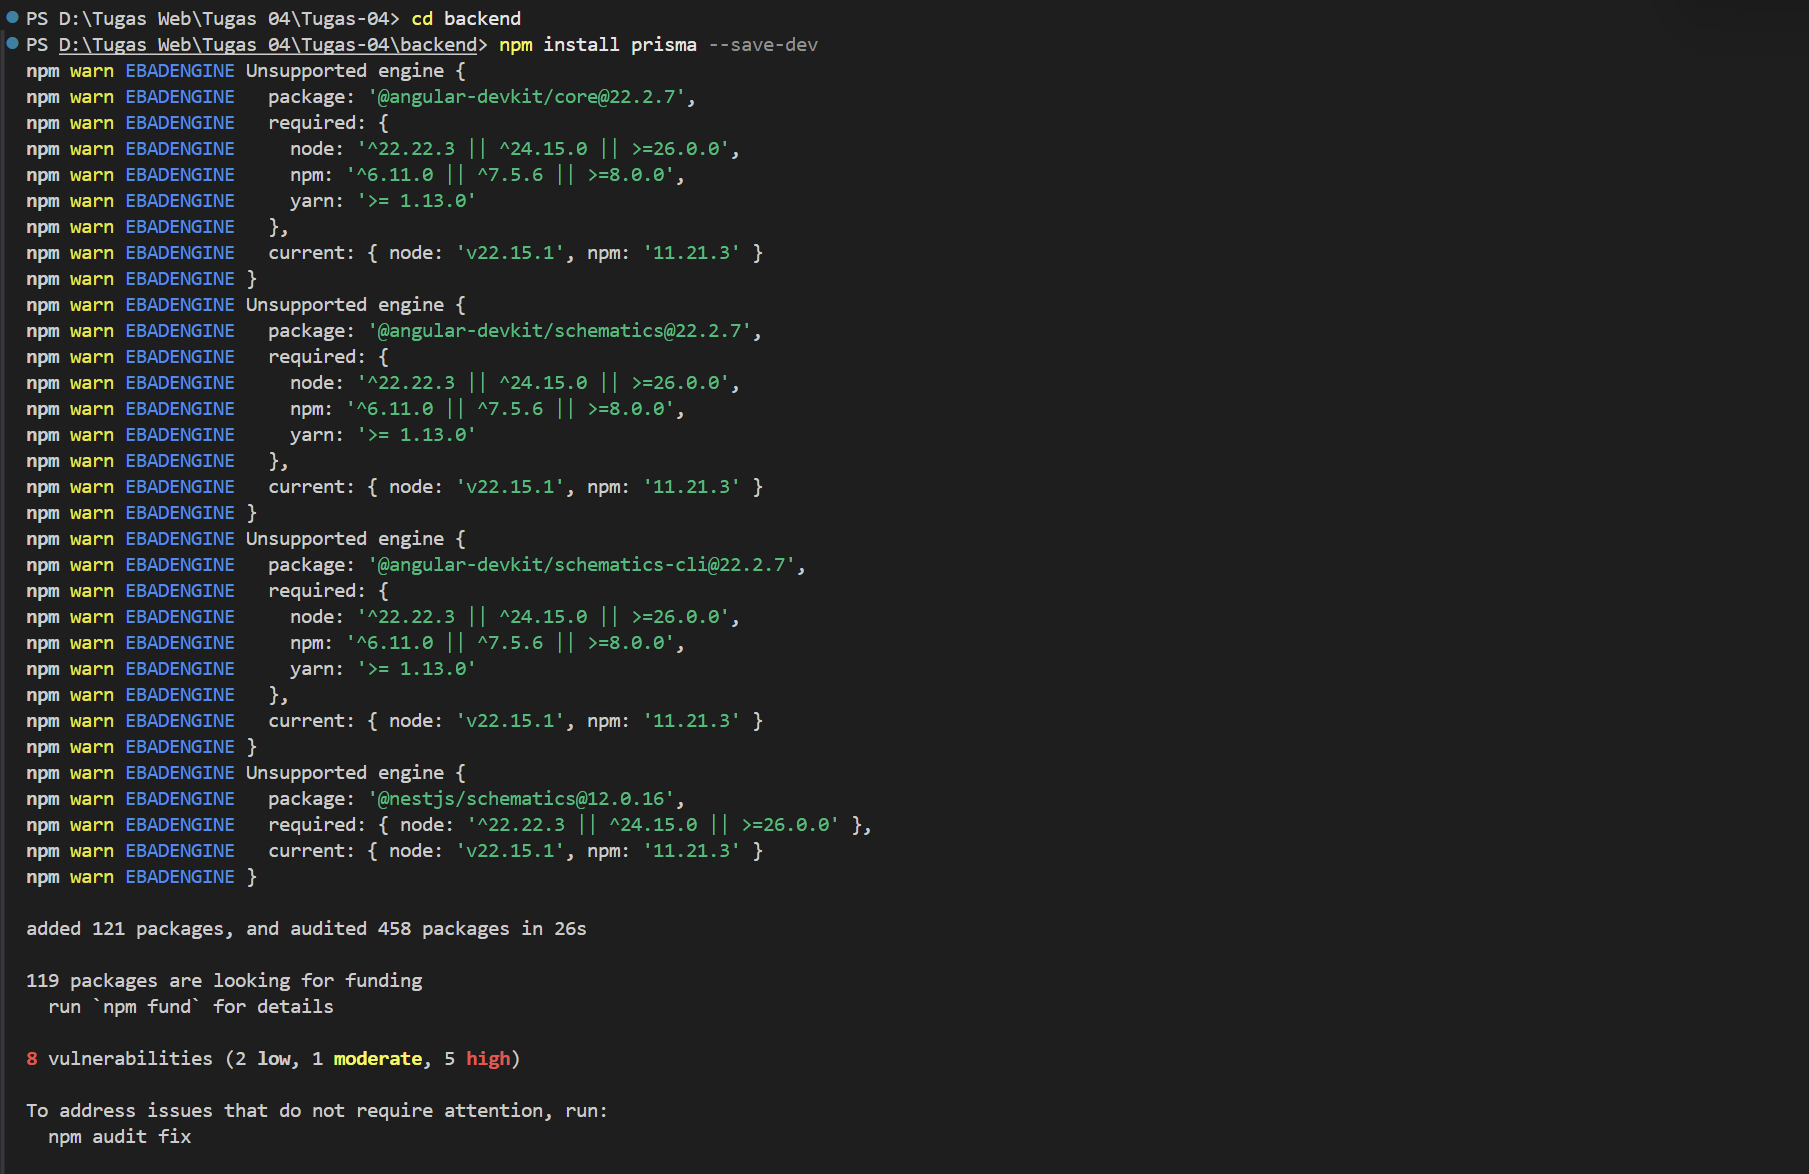 PS D:\Tugas Web\Tugas 04\Tugas-04> cd backend
PS D:\Tugas Web\Tugas 04\Tugas-04\backend> npm install prisma --save-dev
npm warn EBADENGINE Unsupported engine {
npm warn EBADENGINE   package: '@angular-devkit/core@22.2.7',
npm warn EBADENGINE   required: {
npm warn EBADENGINE     node: '^22.22.3 || ^24.15.0 || >=26.0.0',
npm warn EBADENGINE     npm: '^6.11.0 || ^7.5.6 || >=8.0.0',
npm warn EBADENGINE     yarn: '>= 1.13.0'
npm warn EBADENGINE   },
npm warn EBADENGINE   current: { node: 'v22.15.1', npm: '11.21.3' }
npm warn EBADENGINE }
npm warn EBADENGINE Unsupported engine {
npm warn EBADENGINE   package: '@angular-devkit/schematics@22.2.7',
npm warn EBADENGINE   required: {
npm warn EBADENGINE     node: '^22.22.3 || ^24.15.0 || >=26.0.0',
npm warn EBADENGINE     npm: '^6.11.0 || ^7.5.6 || >=8.0.0',
npm warn EBADENGINE     yarn: '>= 1.13.0'
npm warn EBADENGINE   },
npm warn EBADENGINE   current: { node: 'v22.15.1', npm: '11.21.3' }
npm warn EBADENGINE }
npm warn EBADENGINE Unsupported engine {
npm warn EBADENGINE   package: '@angular-devkit/schematics-cli@22.2.7',
npm warn EBADENGINE   required: {
npm warn EBADENGINE     node: '^22.22.3 || ^24.15.0 || >=26.0.0',
npm warn EBADENGINE     npm: '^6.11.0 || ^7.5.6 || >=8.0.0',
npm warn EBADENGINE     yarn: '>= 1.13.0'
npm warn EBADENGINE   },
npm warn EBADENGINE   current: { node: 'v22.15.1', npm: '11.21.3' }
npm warn EBADENGINE }
npm warn EBADENGINE Unsupported engine {
npm warn EBADENGINE   package: '@nestjs/schematics@12.0.16',
npm warn EBADENGINE   required: { node: '^22.22.3 || ^24.15.0 || >=26.0.0' },
npm warn EBADENGINE   current: { node: 'v22.15.1', npm: '11.21.3' }
npm warn EBADENGINE }
added 121 packages, and audited 458 packages in 26s
119 packages are looking for funding
  run `npm fund` for details
8 vulnerabilities (2 low, 1 moderate, 5 high)
To address issues that do not require attention, run:
  npm audit fix